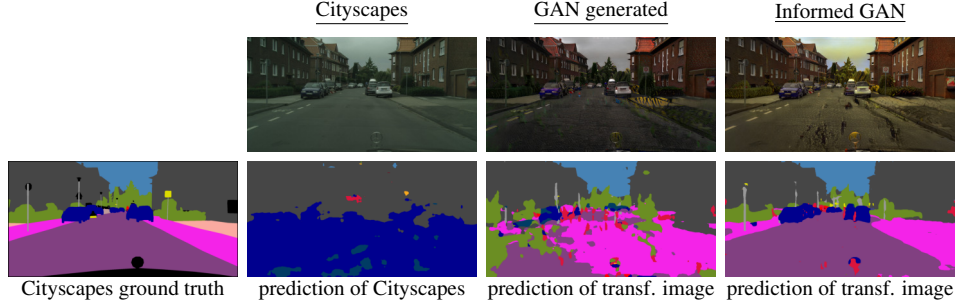 Cityscapes GAN generated Informed GAN
Cityscapes ground truth prediction of Cityscapes prediction of transf. image prediction of transf. image